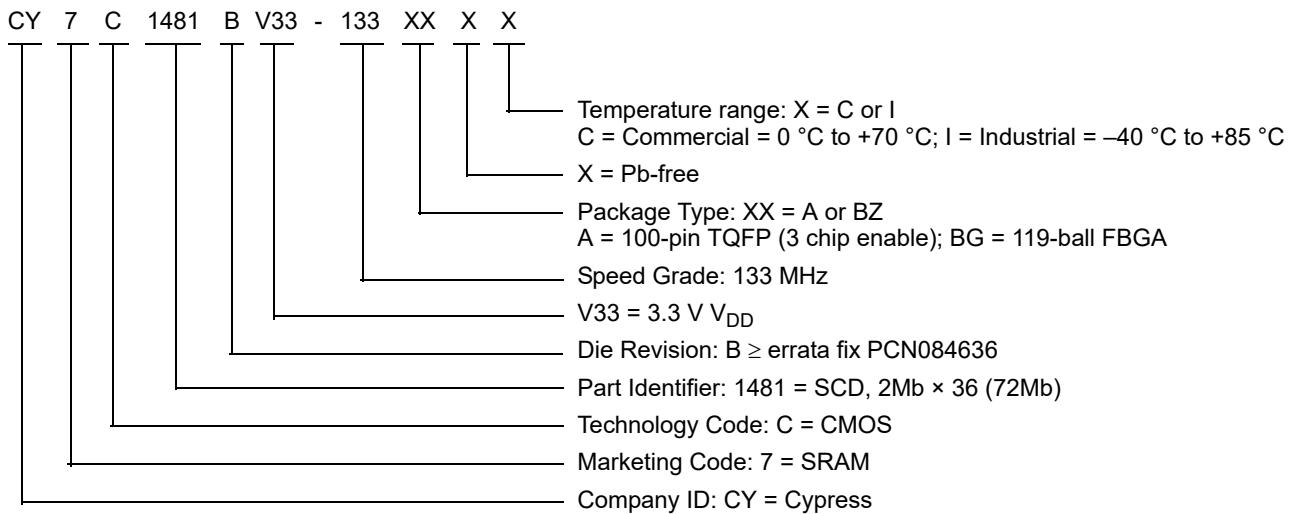 CY 7 C 1481 B V33 - 133 XX X X
Temperature range: X = C or I
C = Commercial = 0 °C to +70 °C; I = Industrial = –40 °C to +85 °C
X = Pb-free
Package Type: XX = A or BZ
A = 100-pin TQFP (3 chip enable); BG = 119-ball FBGA
Speed Grade: 133 MHz
V33 = 3.3 V VDD
Die Revision: B ≥ errata fix PCN084636
Part Identifier: 1481 = SCD, 2Mb × 36 (72Mb)
Technology Code: C = CMOS
Marketing Code: 7 = SRAM
Company ID: CY = Cypress